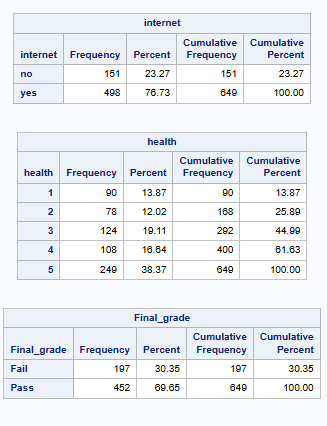 internet
internet Frequency Percent Cumulative Frequency Cumulative Percent
no 151 23.27 151 23.27
yes 498 76.73 649 100.00
health
health Frequency Percent Cumulative Frequency Cumulative Percent
1 90 13.87 90 13.87
2 78 12.02 168 25.89
3 124 19.11 292 44.99
4 108 16.64 400 61.63
5 249 38.37 649 100.00
Final_grade
Final_grade Frequency Percent Cumulative Frequency Cumulative Percent
Fail 197 30.35 197 30.35
Pass 452 69.65 649 100.00